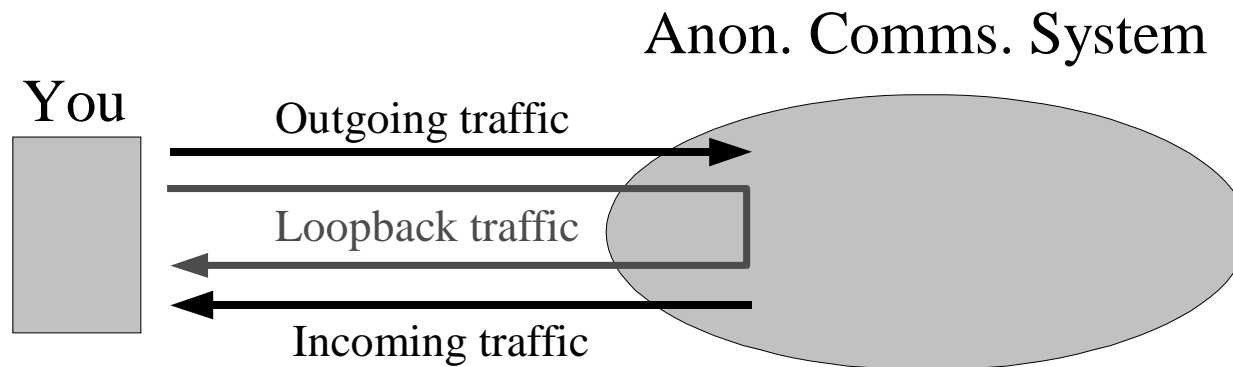 Anon. Comms. System
You
Outgoing traffic
Loopback traffic
Incoming traffic